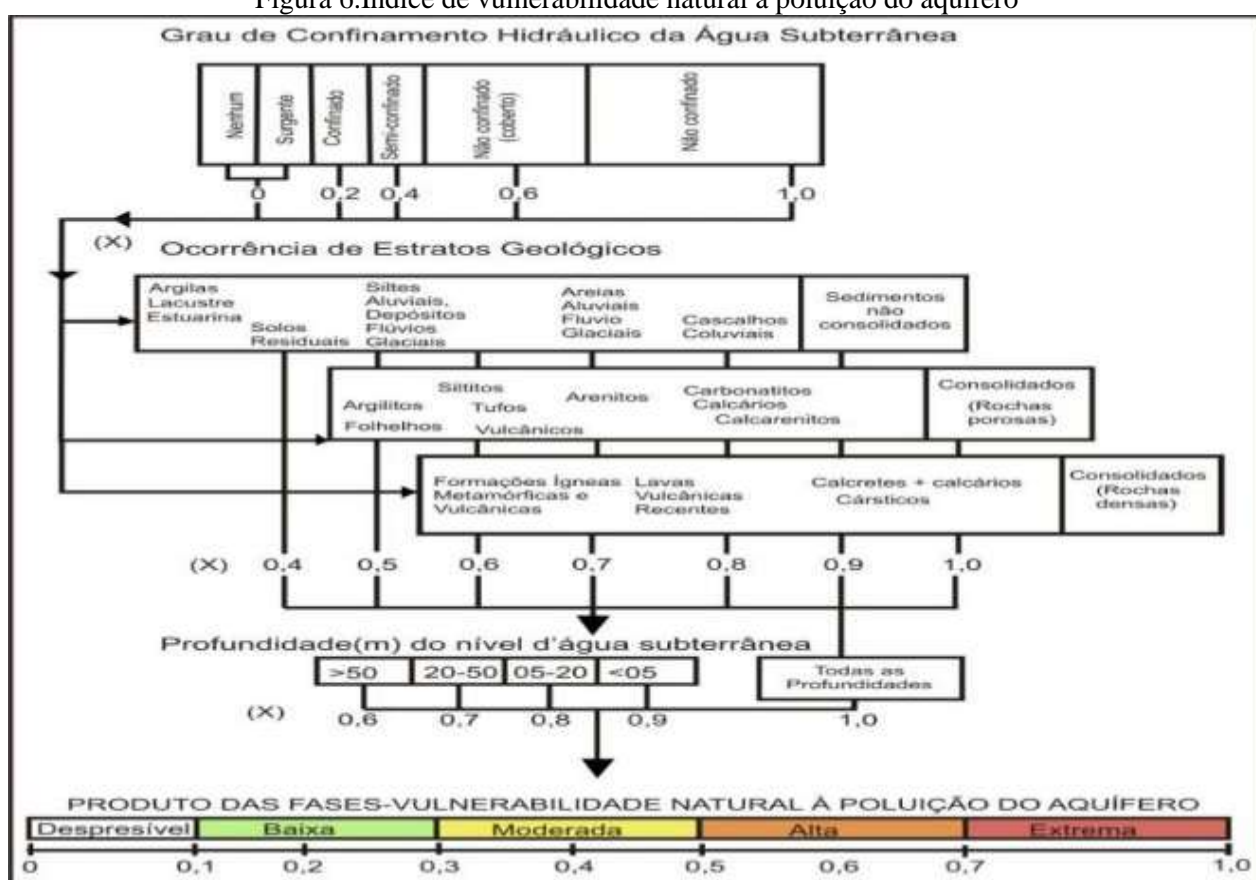 Figura 6:Índice de vulnerabilidade natural à poluição do aquífero
Grau de Confinamento Hidráulico da Água Subterrânea
Nenhum
Surgente
Confinado
Semi-confinado
Não confinado
(coberto)
Não confinado
0 0,2 0,4 0,6 1,0
(X)
Ocorrência de Estratos Geológicos
Argilas
Lacustre
Estuarina
Solos
Residuais
Siltes
Aluviais,
Depósitos
Flúvios
Glaciais
Areias
Aluviais
Fluvio
Glaciais
Cascalhos
Coluviais
Sedimentos
não
consolidados
Argilitos
Folhelhos
Siltitos
Tufos
Vulcânicos
Arenitos
Carbonatitos
Calcários
Calcarenitos
Consolidados
(Rochas
porosas)
Formações Ígneas
Metamórficas e
Vulcânicas
Lavas
Vulcânicas
Recentes
Calcretes + calcários
Cársticos
Consolidados
(Rochas
densas)
(X) 0,4 0,5 0,6 0,7 0,8 0,9 1,0
Profundidade(m) do nível d'água subterrânea
>50 20-50 05-20 <05
Todas as
Profundidades
(X) 0,6 0,7 0,8 0,9 1,0
PRODUTO DAS FASES-VULNERABILIDADE NATURAL À POLUIÇÃO DO AQUÍFERO
Despresível Baixa Moderada Alta Extrema
0 0,1 0,2 0,3 0,4 0,5 0,6 0,7 1,0